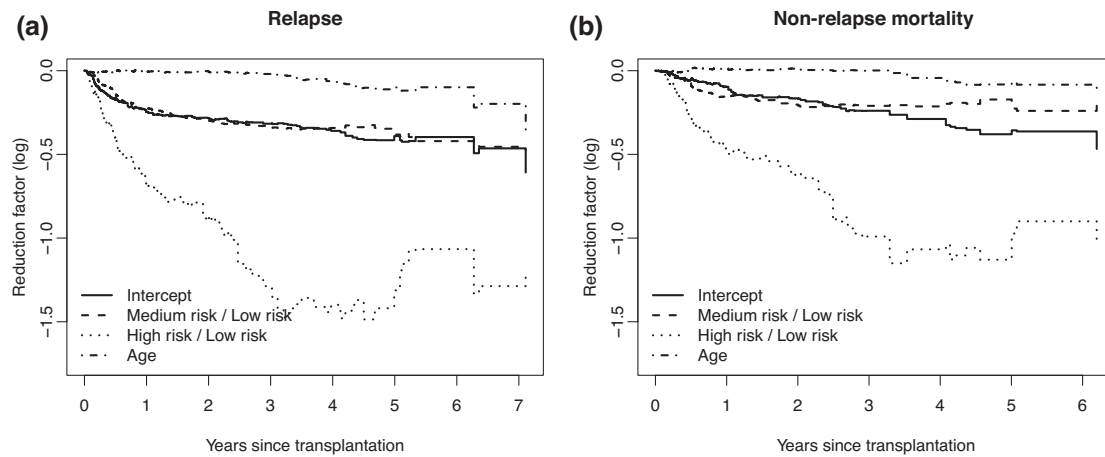 (a)
Relapse
Reduction factor (log)
0.0
−0.5
−1.0
−1.5
Intercept
Medium risk / Low risk
High risk / Low risk
Age
0 1 2 3 4 5 6 7
Years since transplantation
(b)
Non-relapse mortality
Reduction factor (log)
0.0
−0.5
−1.0
−1.5
Intercept
Medium risk / Low risk
High risk / Low risk
Age
0 1 2 3 4 5 6
Years since transplantation